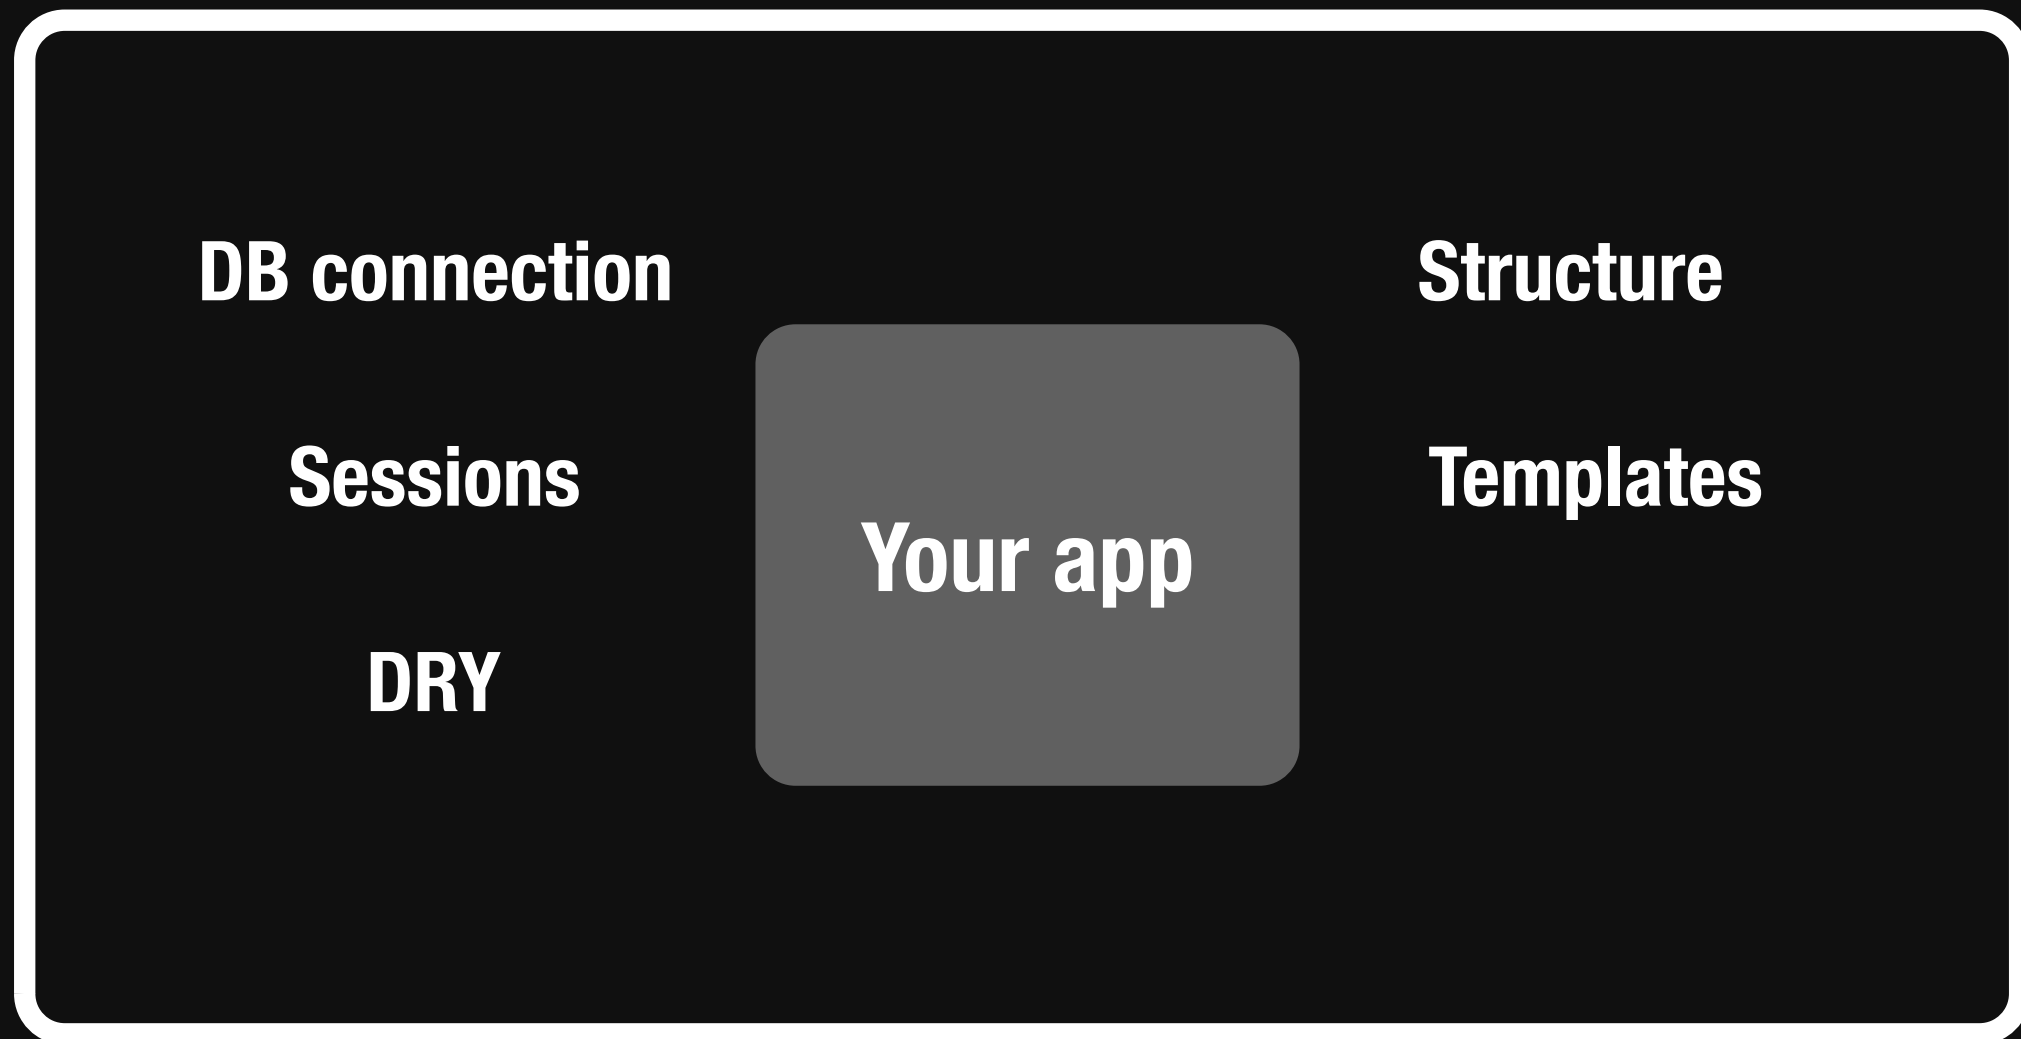 DB connection
Structure
Sessions
Templates
Your app
DRY